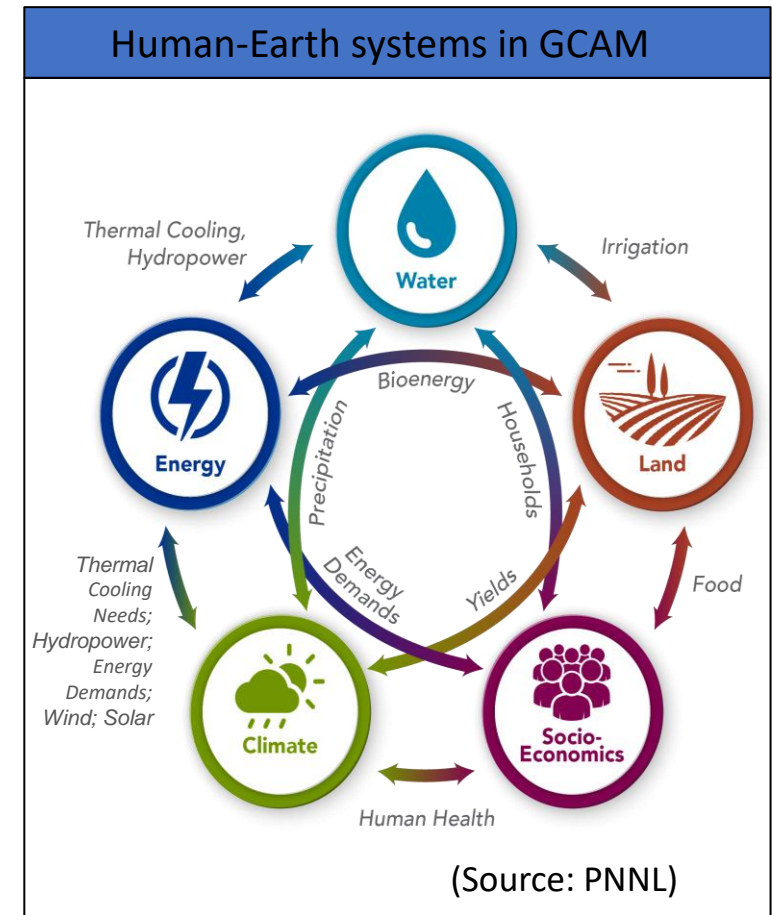 Human-Earth systems in GCAM
Thermal Cooling,
Hydropower
Water
Irrigation
Bioenergy
Energy
Precipitation
Households
Land
Thermal
Cooling
Needs;
Hydropower;
Energy
Demands;
Wind; Solar
Energy
Demands
Yields
Food
Climate
Socio-
Economics
Human Health
(Source: PNNL)